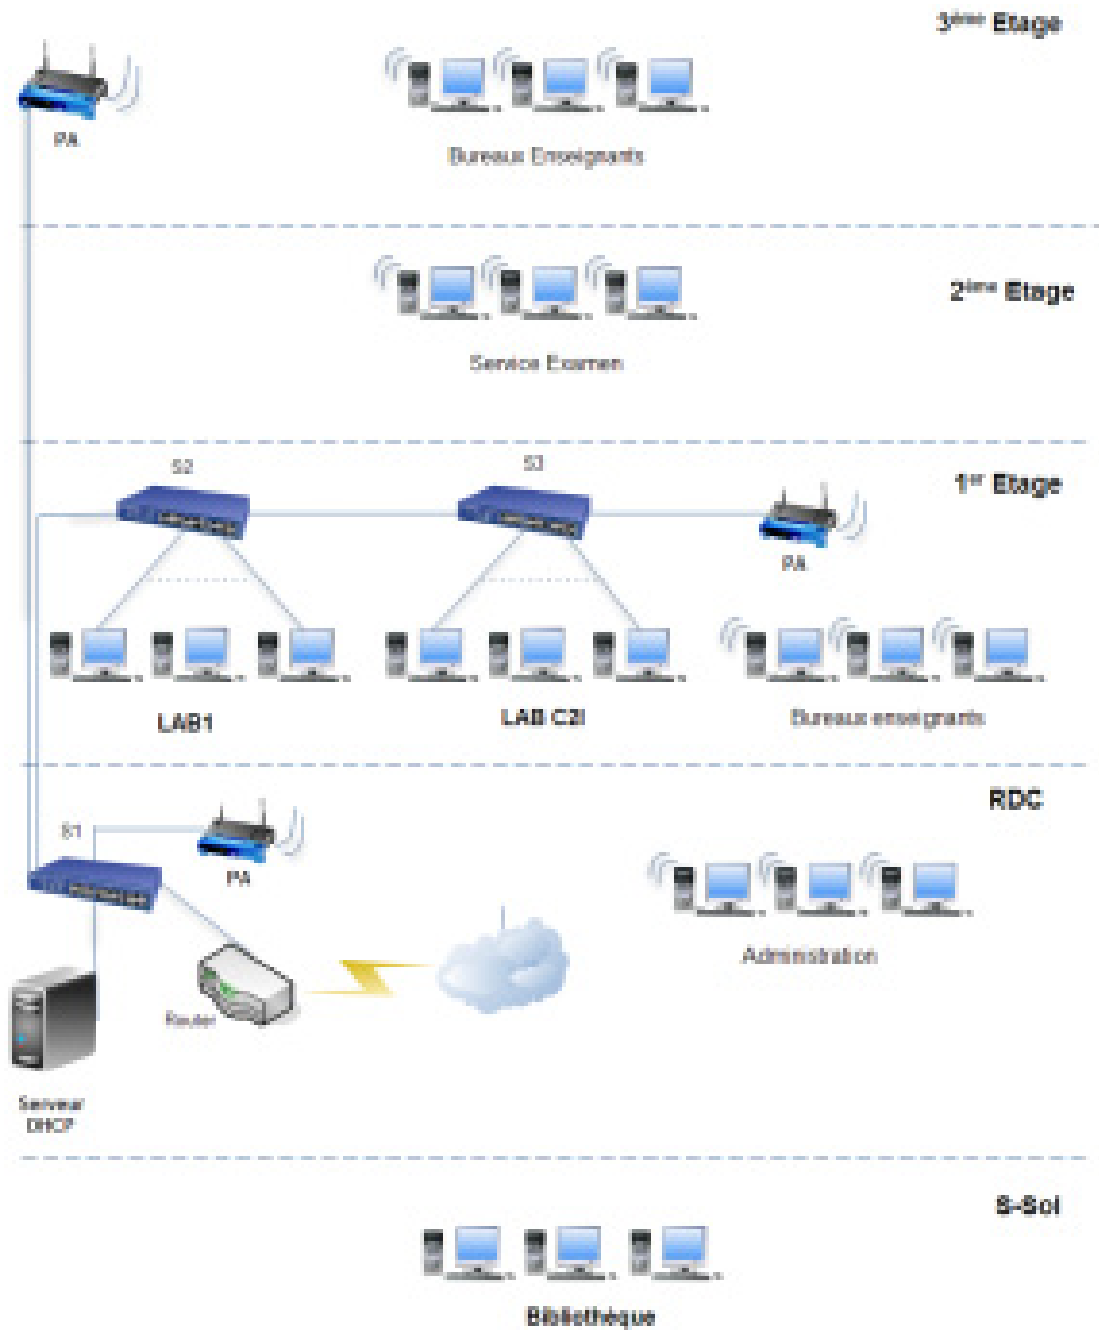 3ème Etage
PA
Bureaux Enseignants
2ème Etage
Service Examen
1er Etage
S2
S3
PA
LAB1
LAB C2I
Bureaux enseignants
RDC
S1
PA
Administration
Router
Serveur
DHCP
S-Sol
Bibliothèque